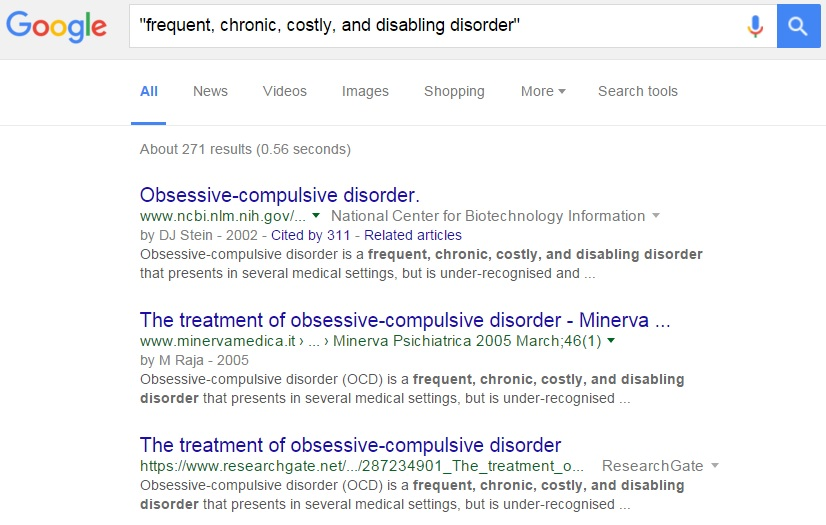 Google "frequent, chronic, costly, and disabling disorder"
All News Videos Images Shopping More Search tools
About 271 results (0.56 seconds)
Obsessive-compulsive disorder.
www.ncbi.nlm.nih.gov/... National Center for Biotechnology Information
by DJ Stein - 2002 - Cited by 311 - Related articles
Obsessive-compulsive disorder is a frequent, chronic, costly, and disabling disorder
that presents in several medical settings, but is under-recognised and ...
The treatment of obsessive-compulsive disorder - Minerva ...
www.minervamedica.it › ... › Minerva Psichiatrica 2005 March;46(1)
by M Raja - 2005
Obsessive-compulsive disorder (OCD) is a frequent, chronic, costly, and disabling
disorder that presents in several medical settings, but is under-recognised ...
The treatment of obsessive-compulsive disorder
https://www.researchgate.net/.../287234901_The_treatment_o... ResearchGate
Obsessive-compulsive disorder (OCD) is a frequent, chronic, costly, and disabling
disorder that presents in several medical settings, but is under-recognised ...